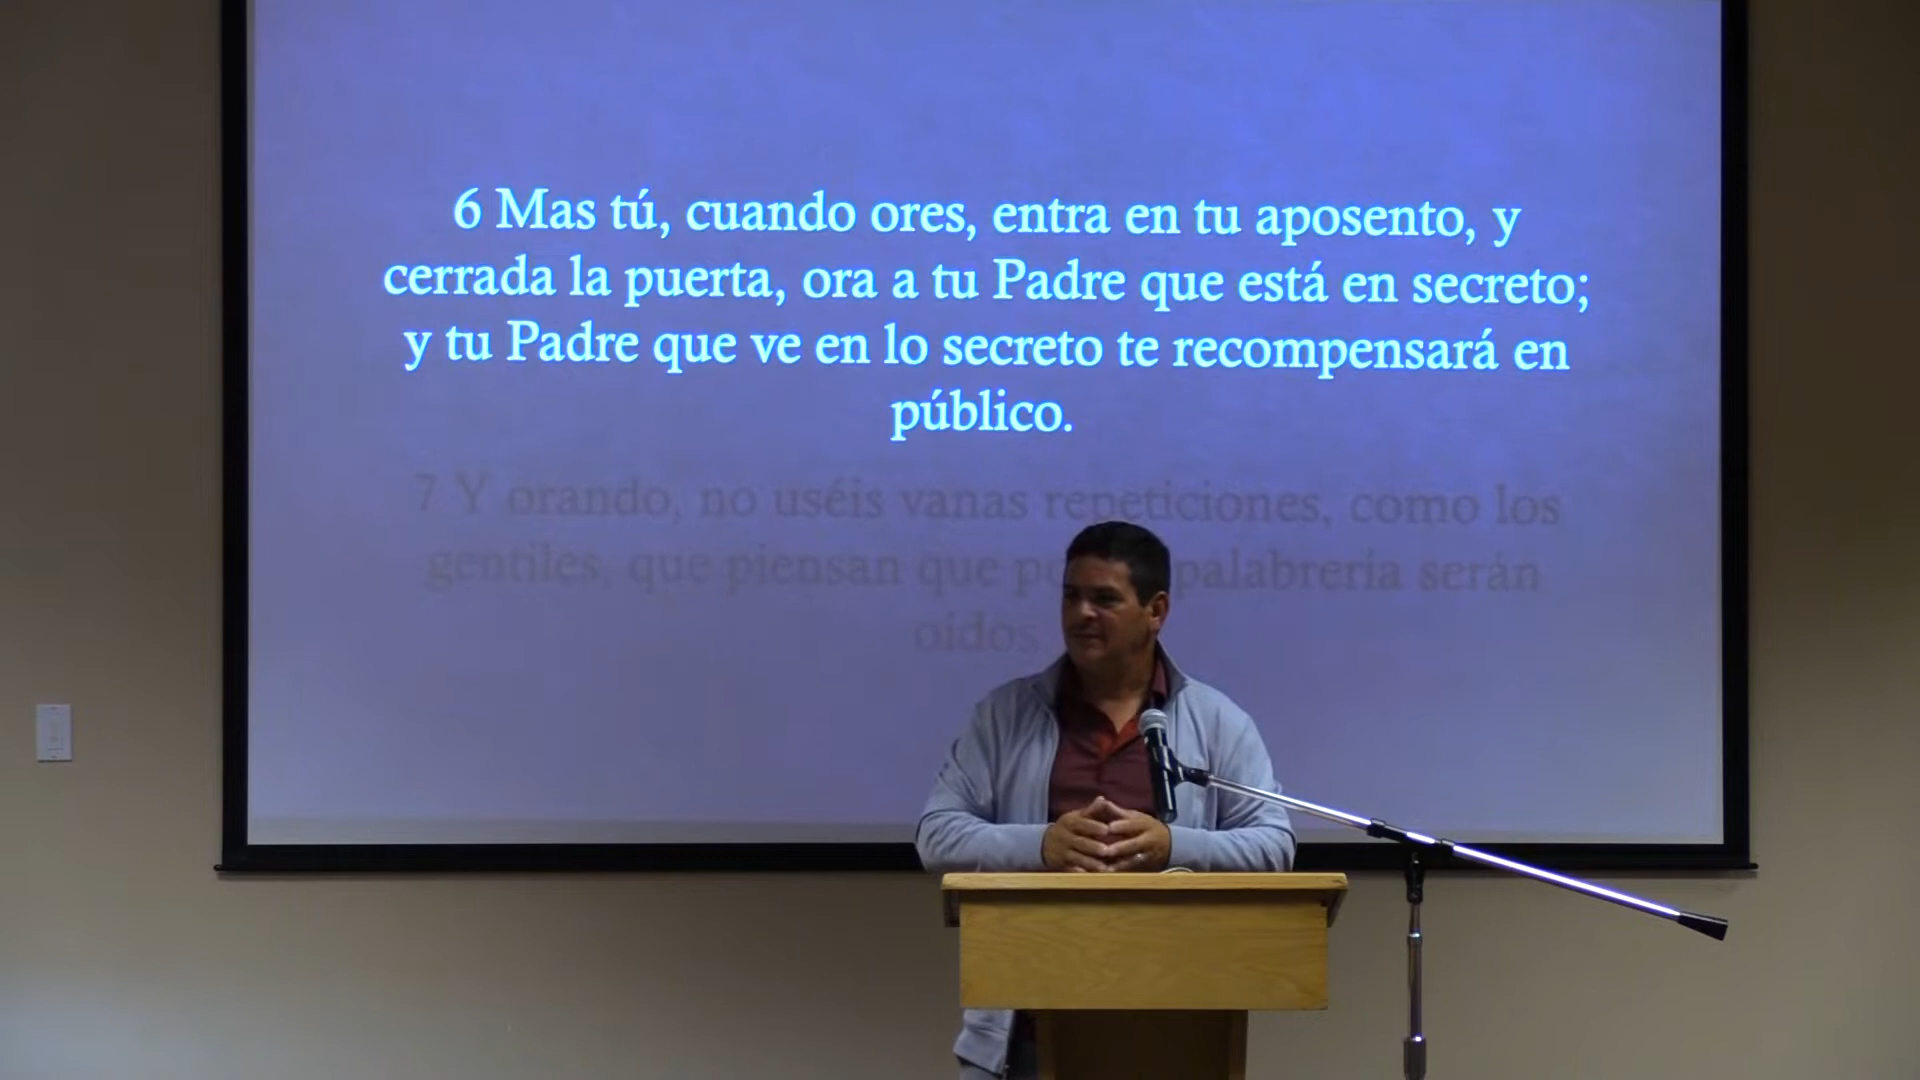 6 Mas tú, cuando ores, entra en tu aposento, y
cerrada la puerta, ora a tu Padre que está en secreto;
y tu Padre que ve en lo secreto te recompensará en
público.
7 Y orando, no uséis vanas repeticiones, como los
gentiles, que piensan que palabrería serán
oídos.